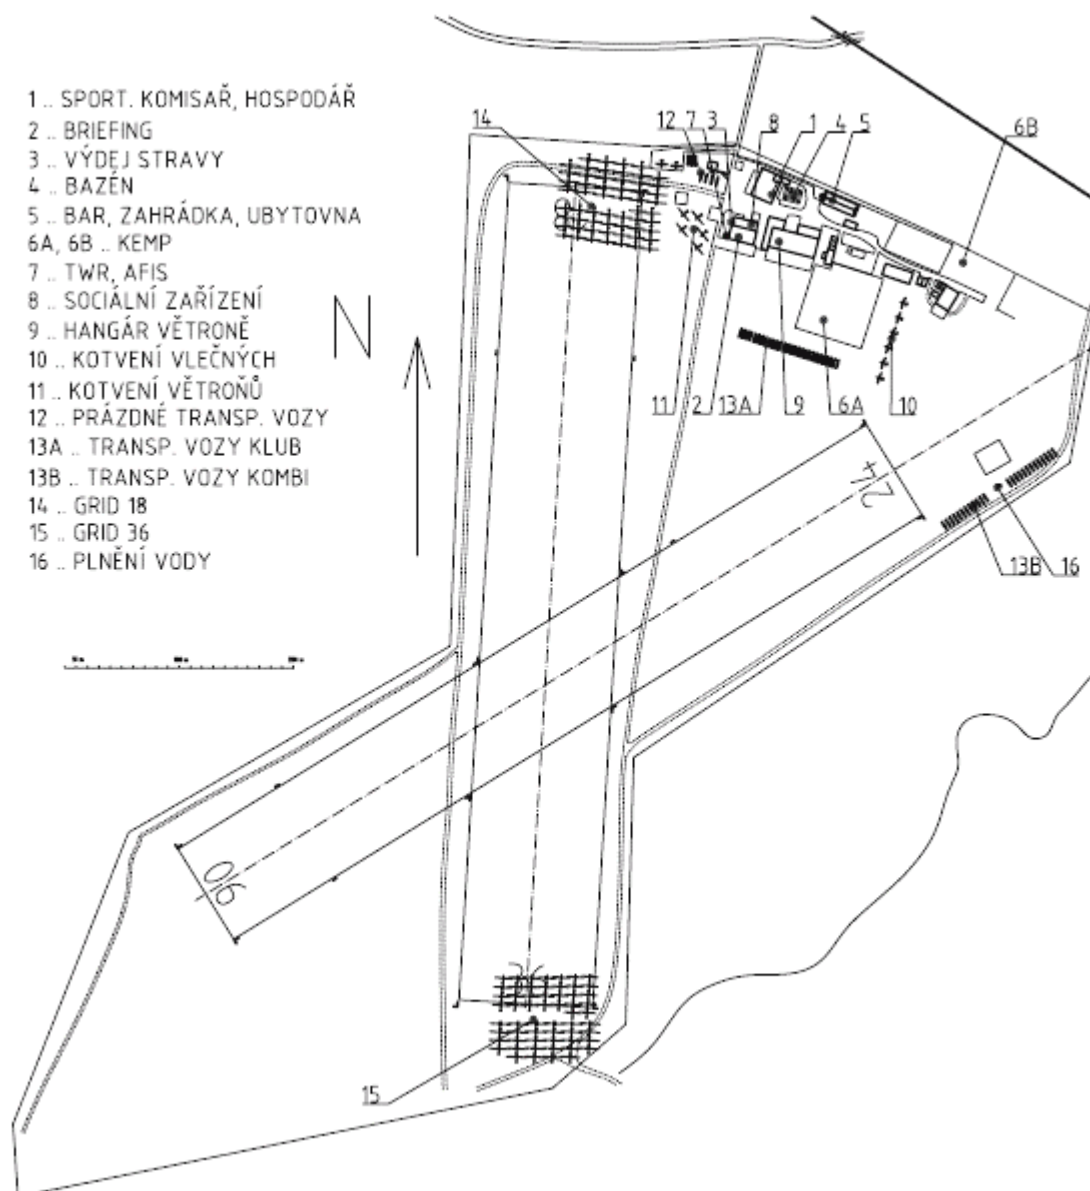 1 .. SPORT. KOMISAŘ, HOSPODÁŘ
2 .. BRIEFING
3 .. VÝDEJ STRAVY
4 .. BAZÉN
5 .. BAR, ZAHRÁDKA, UBYTOVNA
6A, 6B .. KEMP
7 .. TWR, AFIS
8 .. SOCIÁLNÍ ZAŘÍZENÍ
9 .. HANGÁR VĚTRONĚ
10 .. KOTVENÍ VLEČNÝCH
11 .. KOTVENÍ VĚTROŇŮ
12 .. PRÁZDNÉ TRANSP. VOZY
13A .. TRANSP. VOZY KLUB
13B .. TRANSP. VOZY KOMBI
14 .. GRID 18
15 .. GRID 36
16 .. PLNĚNÍ VODY
N
14
12 7 3 8 1 4 5 6B
11 2 13A 9 6A 10
24
13B 16
06
36
15